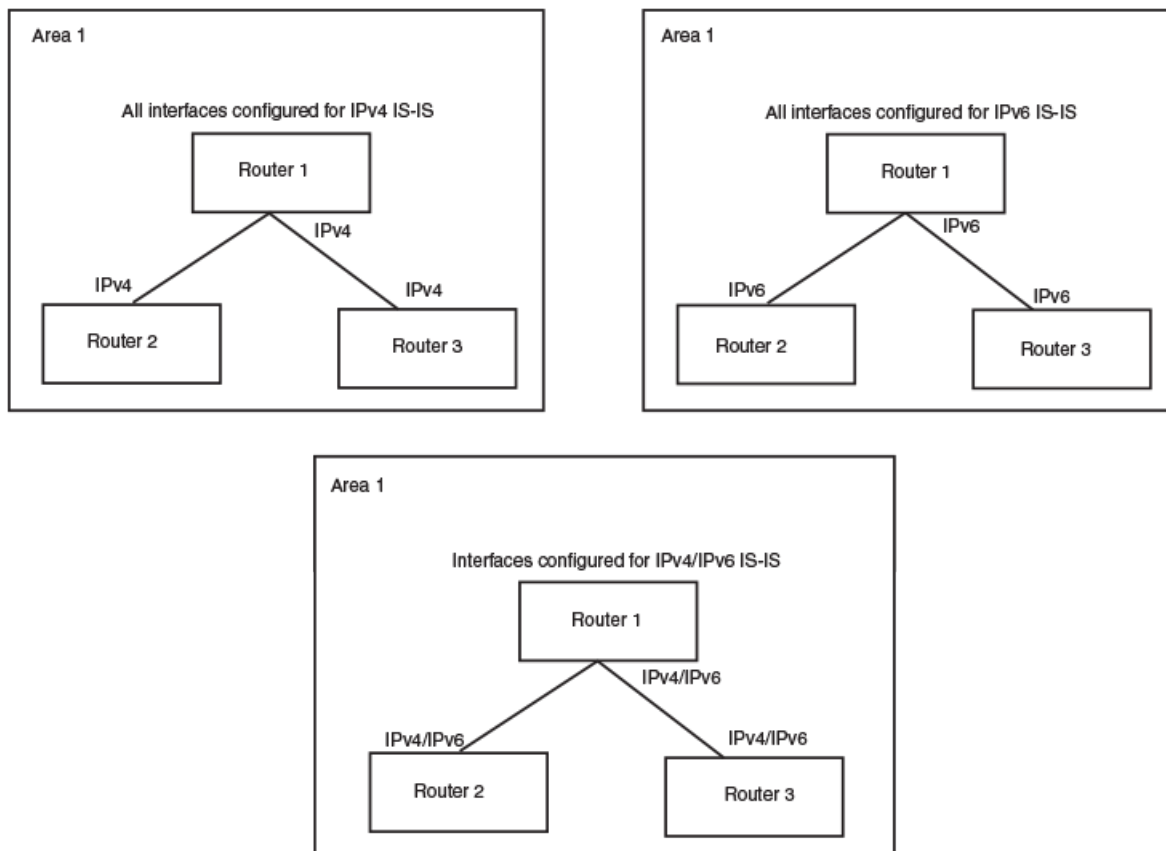 Area 1
All interfaces configured for IPv4 IS-IS
Router 1
IPv4
IPv4
IPv4
Router 2
Router 3
Area 1
All interfaces configured for IPv6 IS-IS
Router 1
IPv6
IPv6
IPv6
Router 2
Router 3
Area 1
Interfaces configured for IPv4/IPv6 IS-IS
Router 1
IPv4/IPv6
IPv4/IPv6
IPv4/IPv6
Router 2
Router 3